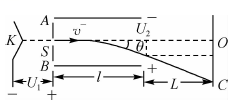 A − U₂
K v⁻ O
S θ
B +
l L C
− U₁ +